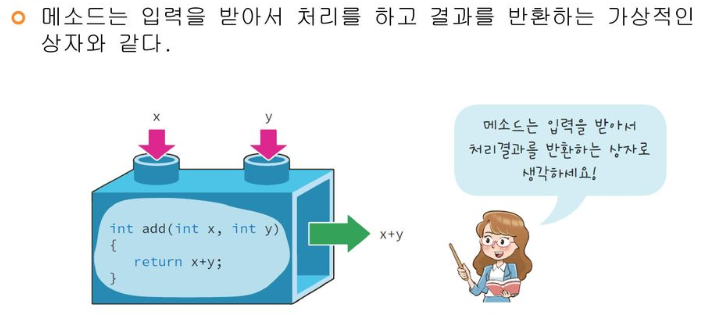 메소드는 입력을 받아서 처리를 하고 결과를 반환하는 가상적인
상자와 같다.
x
y
메소드는 입력을 받아서
처리결과를 반환하는 상자로
생각하세요!
int add(int x, int y)
{
return x+y;
}
x+y